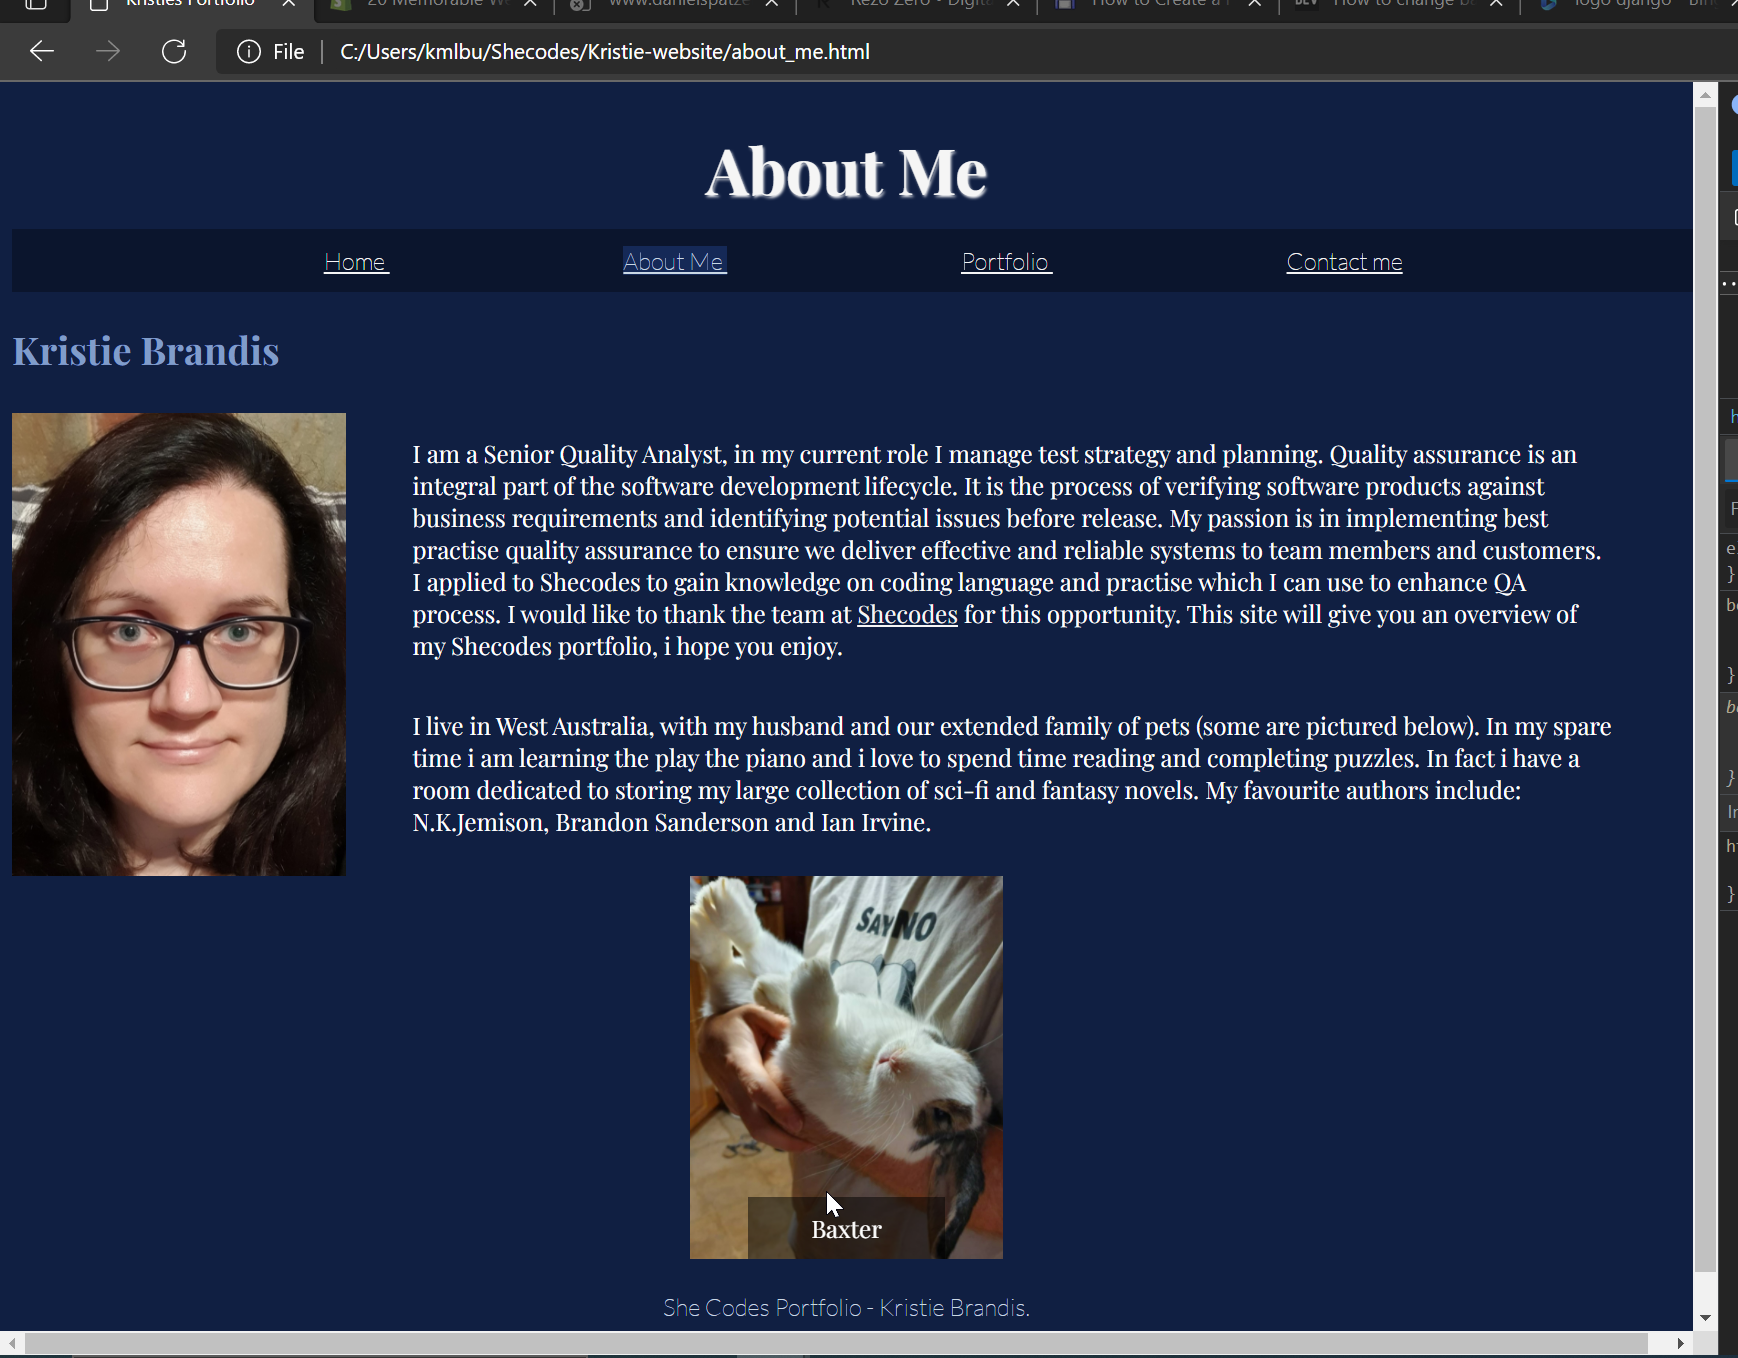 Kristies Portfolio
20 Memorable
www.danielspatz
Rezo Zero - Digit
How to Create a
How to change b
logo django - Bin
File
C:/Users/kmlbu/Shecodes/Kristie-website/about_me.html
About Me
Home
About Me
Portfolio
Contact me
Kristie Brandis
I am a Senior Quality Analyst, in my current role I manage test strategy and planning. Quality assurance is an
integral part of the software development lifecycle. It is the process of verifying software products against
business requirements and identifying potential issues before release. My passion is in implementing best
practise quality assurance to ensure we deliver effective and reliable systems to team members and customers.
I applied to Shecodes to gain knowledge on coding language and practise which I can use to enhance QA
process. I would like to thank the team at Shecodes for this opportunity. This site will give you an overview of
my Shecodes portfolio, i hope you enjoy.
I live in West Australia, with my husband and our extended family of pets (some are pictured below). In my spare
time i am learning the play the piano and i love to spend time reading and completing puzzles. In fact i have a
room dedicated to storing my large collection of sci-fi and fantasy novels. My favourite authors include:
N.K.Jemison, Brandon Sanderson and Ian Irvine.
SAY NO
Baxter
She Codes Portfolio - Kristie Brandis.